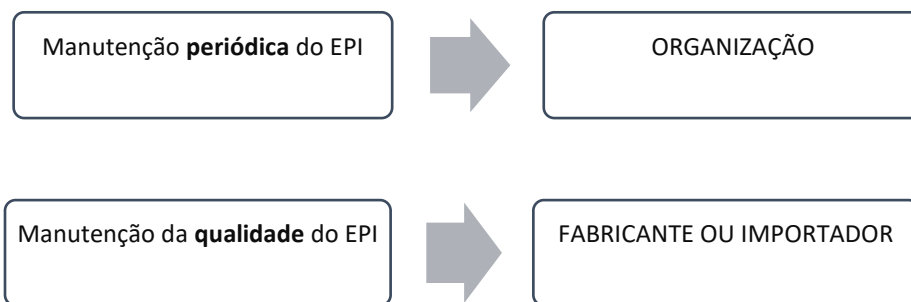 Manutenção periódica do EPI
ORGANIZAÇÃO
Manutenção da qualidade do EPI
FABRICANTE OU IMPORTADOR